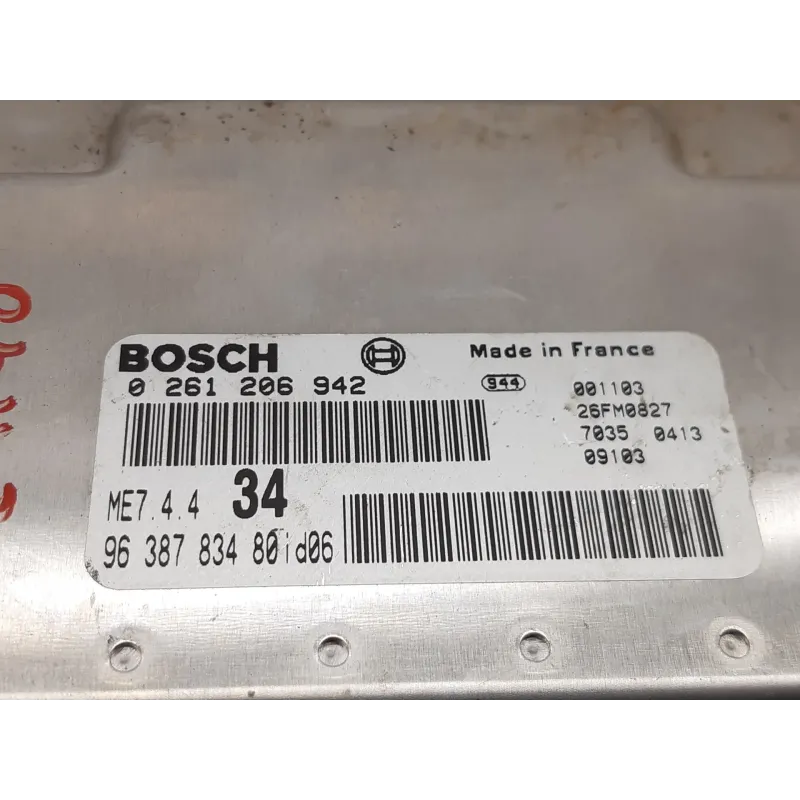 BOSCH
Made in France
0 261 206 942
944
001103
26FM0827
7035 0413
09103
ME7.4.4 34
96 387 834 80id06